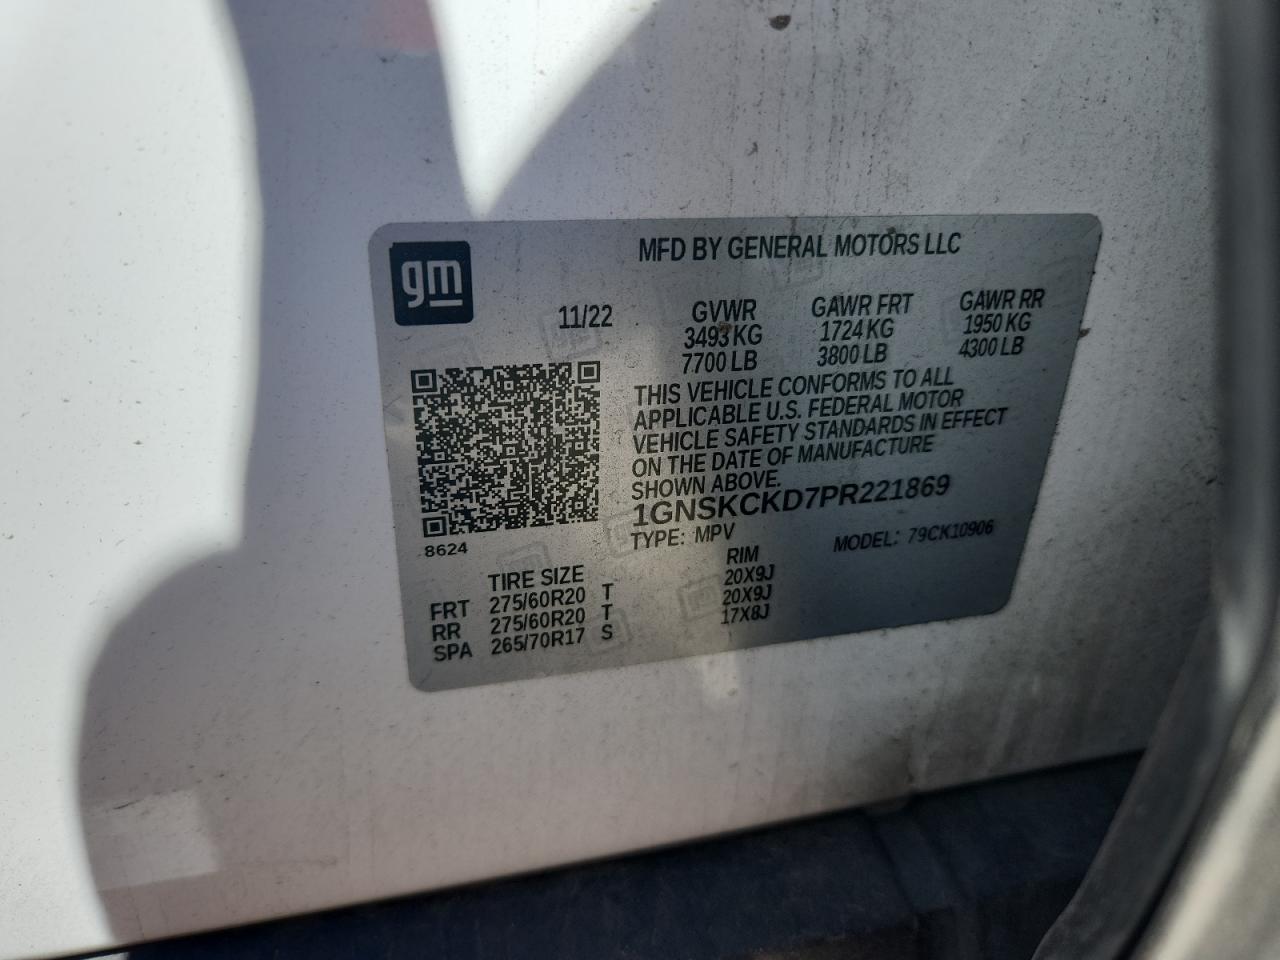 gm
MFD BY GENERAL MOTORS LLC
11/22 GVWR GAWR FRT GAWR RR
3493 KG 1724 KG 1950 KG
7700 LB 3800 LB 4300 LB
THIS VEHICLE CONFORMS TO ALL
APPLICABLE U.S. FEDERAL MOTOR
VEHICLE SAFETY STANDARDS IN EFFECT
ON THE DATE OF MANUFACTURE
SHOWN ABOVE.
1GNSKCKD7PR221869
TYPE: MPV MODEL: 79CK10906
8624
TIRE SIZE RIM
FRT 275/60R20 T 20X9J
RR 275/60R20 T 20X9J
SPA 265/70R17 S 17X8J